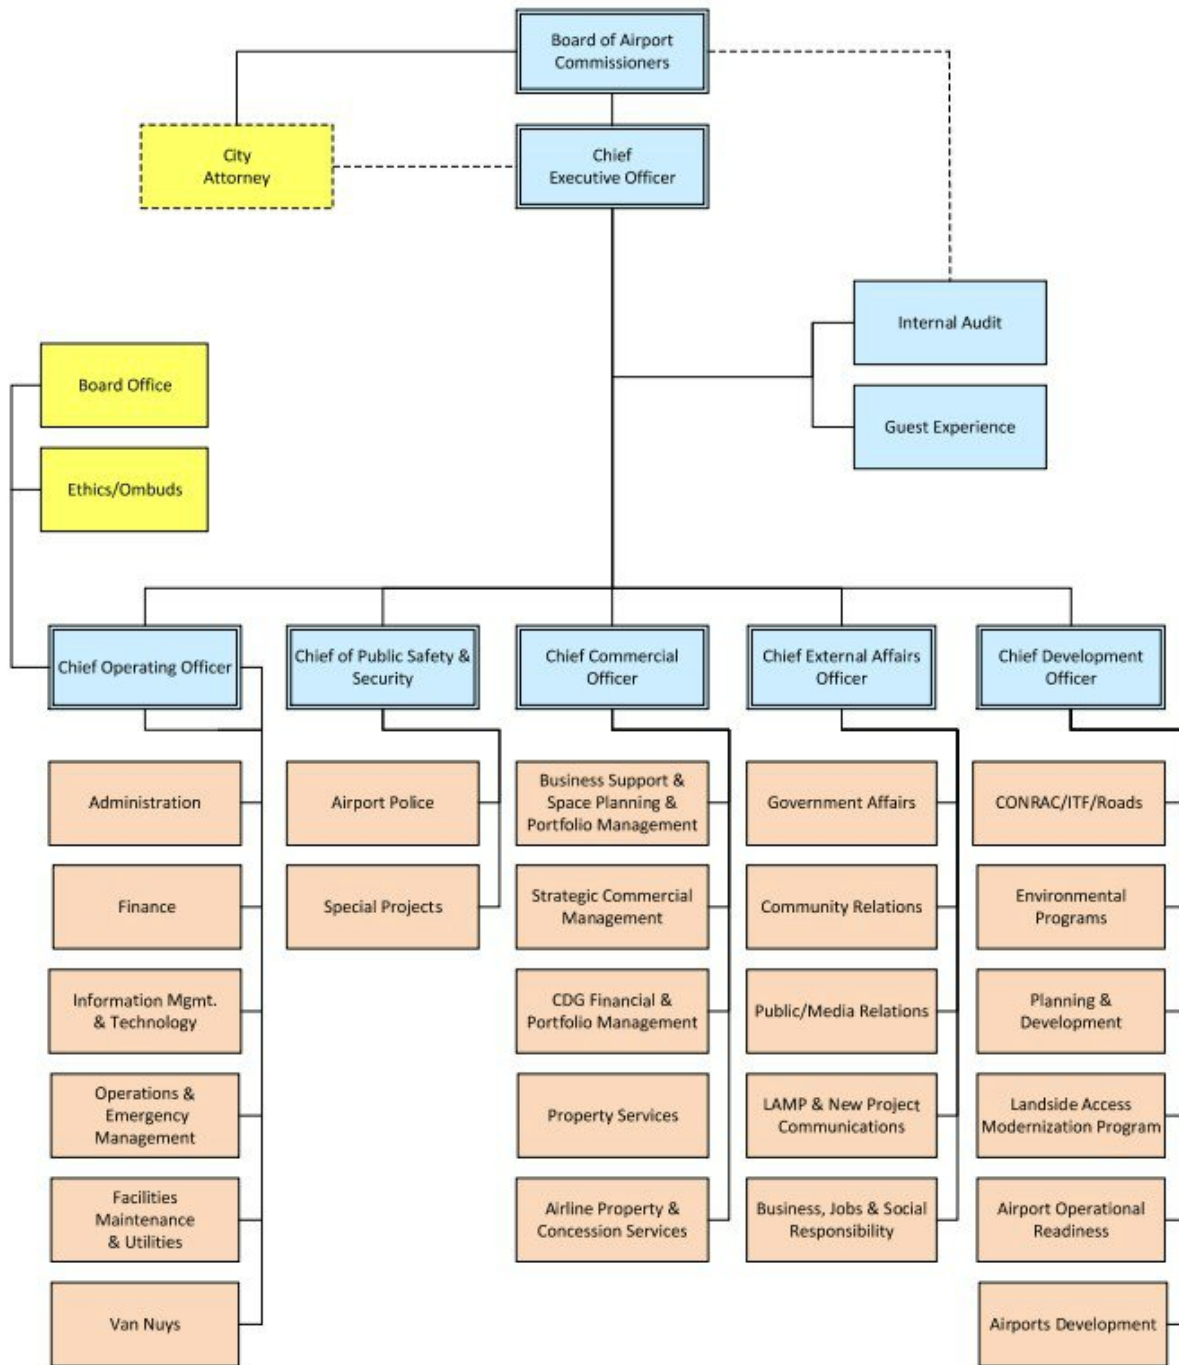 Board of Airport
Commissioners
City
Attorney
Chief
Executive Officer
Internal Audit
Board Office
Guest Experience
Ethics/Ombuds
Chief Operating Officer
Chief of Public Safety &
Security
Chief Commercial
Officer
Chief External Affairs
Officer
Chief Development
Officer
Administration
Airport Police
Business Support &
Space Planning &
Portfolio Management
Government Affairs
CONRAC/ITF/Roads
Finance
Special Projects
Strategic Commercial
Management
Community Relations
Environmental
Programs
Information Mgmt.
& Technology
CDG Financial &
Portfolio Management
Public/Media Relations
Planning &
Development
Operations &
Emergency
Management
Property Services
LAMP & New Project
Communications
Landside Access
Modernization Program
Facilities
Maintenance
& Utilities
Airline Property &
Concession Services
Business, Jobs & Social
Responsibility
Airport Operational
Readiness
Van Nuys
Airports Development